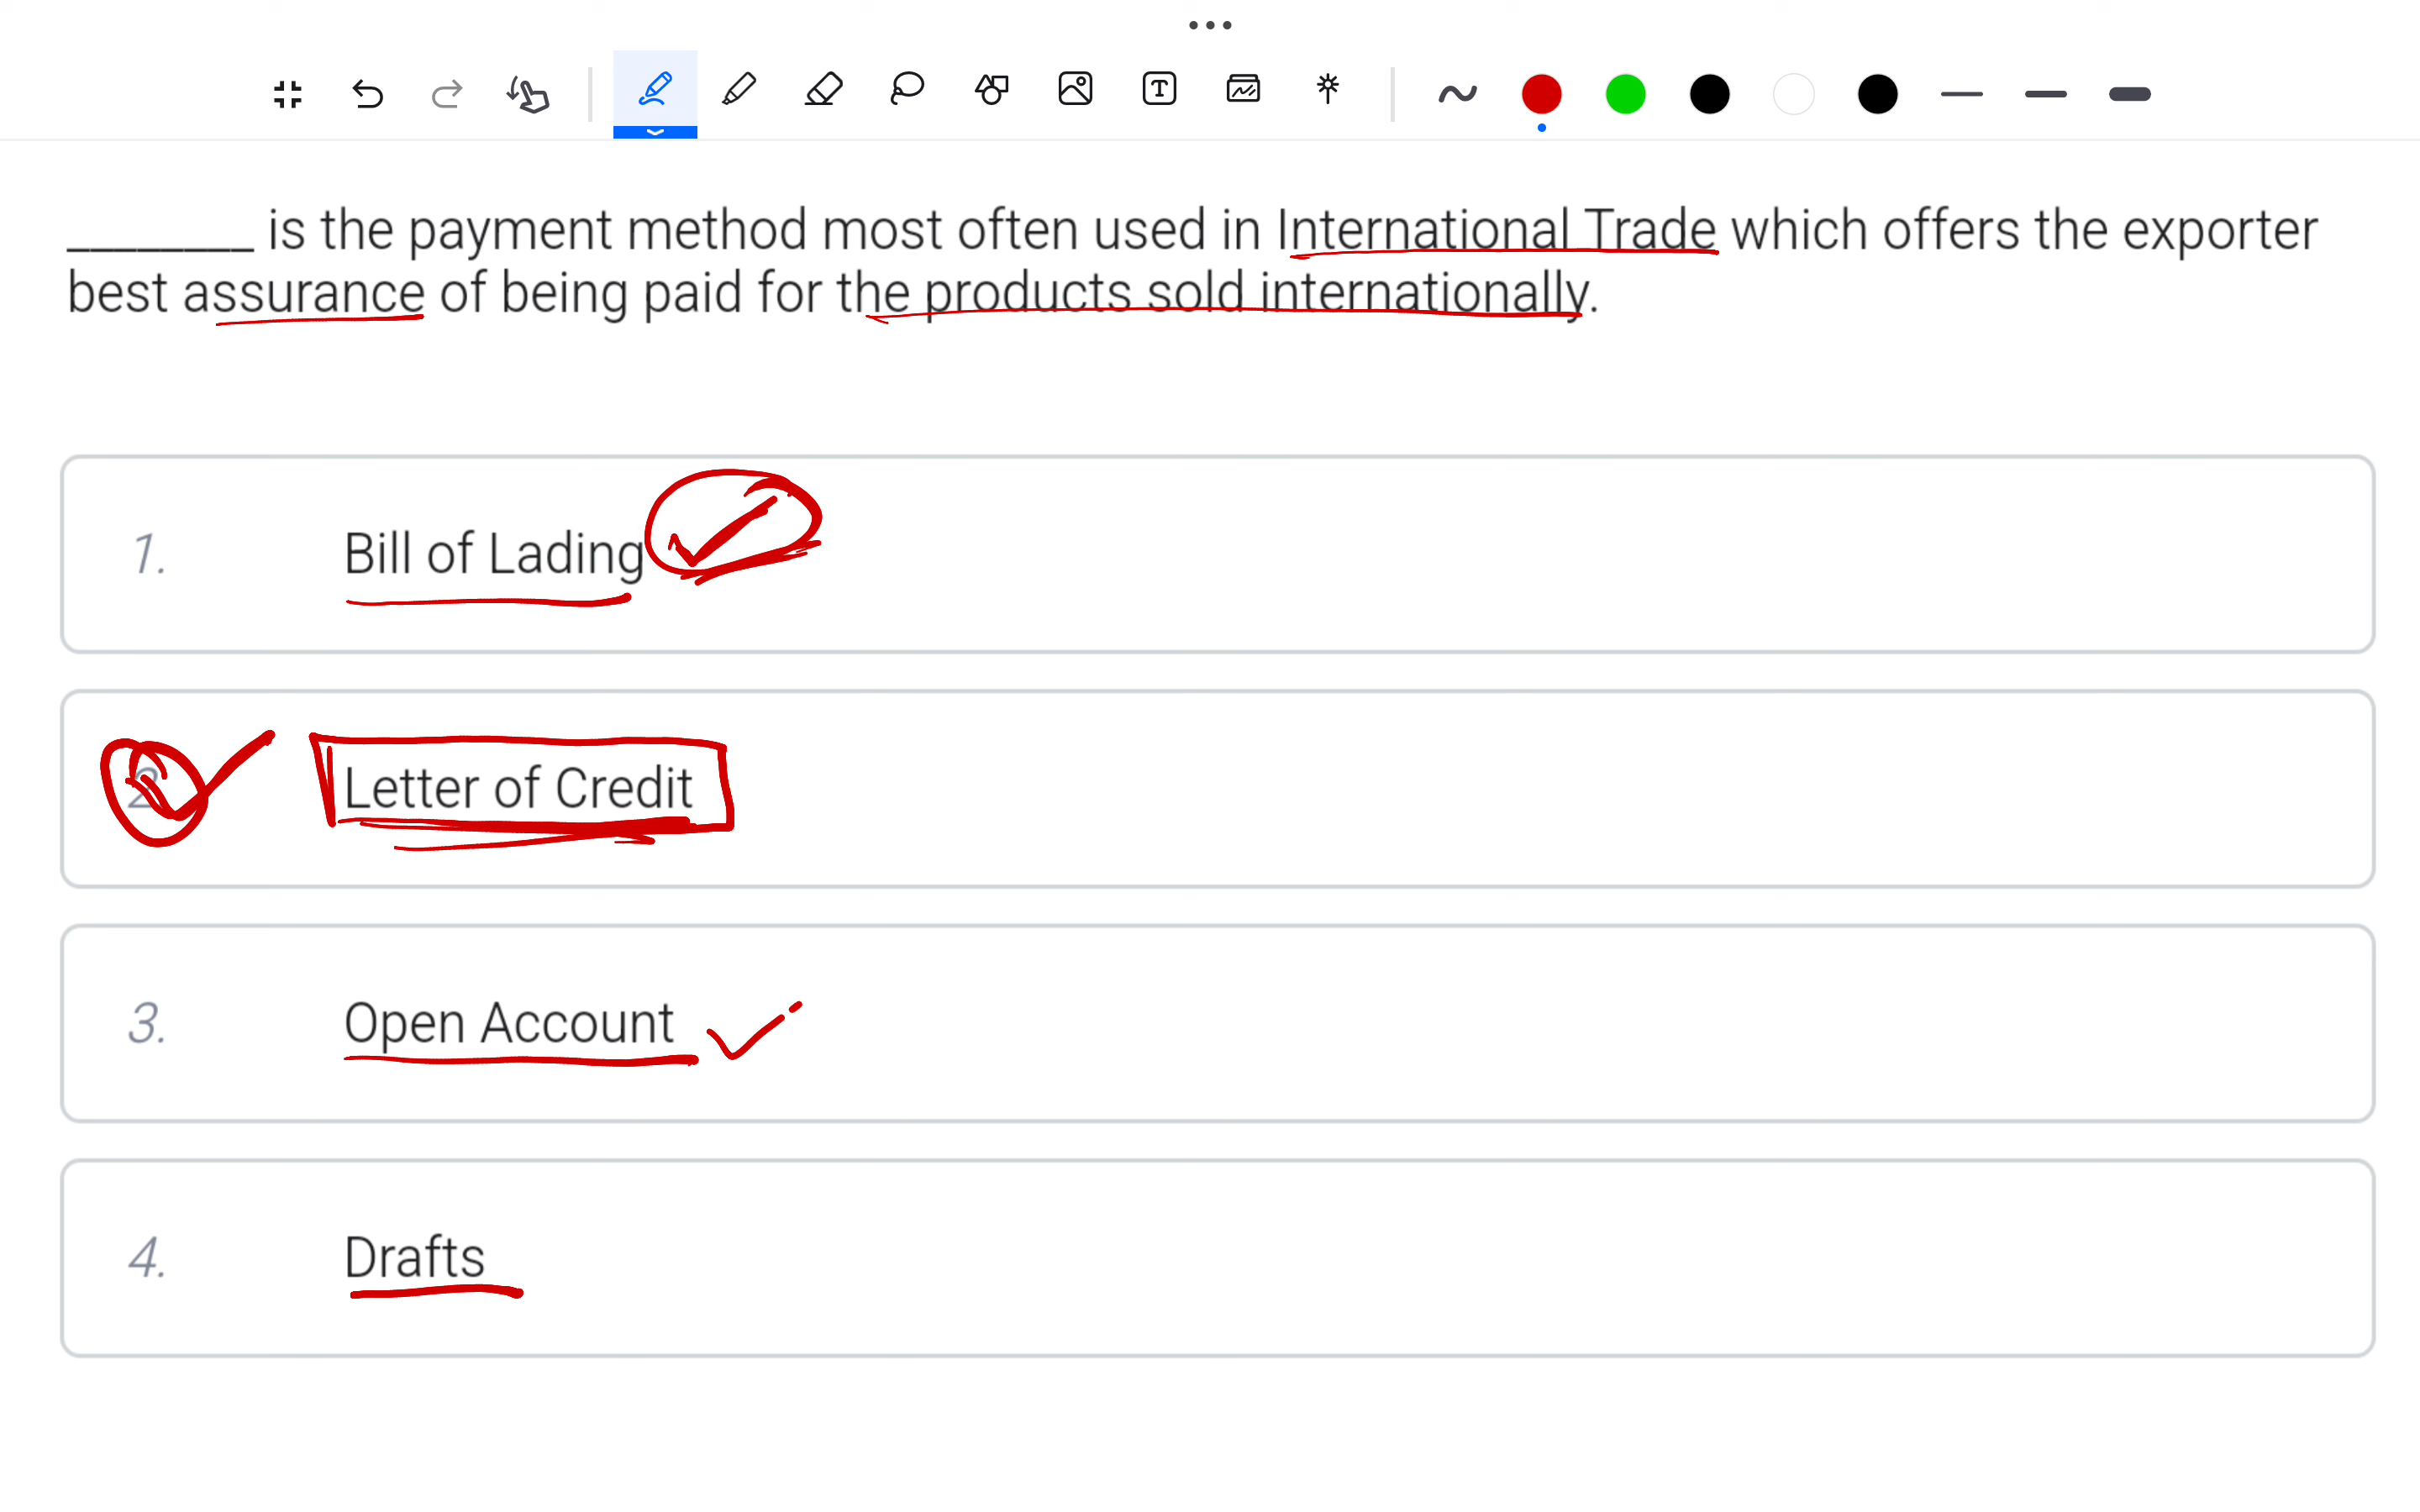 ________ is the payment method most often used in International Trade which offers the exporter
best assurance of being paid for the products sold internationally.
1. Bill of Lading
2. Letter of Credit
3. Open Account
4. Drafts